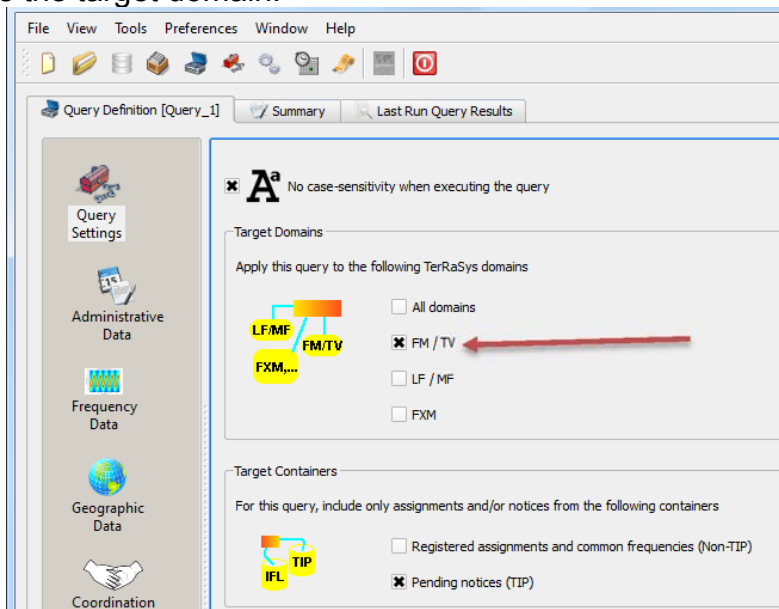 the target domain.
File View Tools Preferences Window Help
Query Definition [Query_1] Summary Last Run Query Results
Query
Settings
Administrative
Data
Frequency
Data
Geographic
Data
Coordination
Aa No case-sensitivity when executing the query
Target Domains
Apply this query to the following TerRaSys domains
LF/MF
FM/TV
FXM,...
All domains
FM / TV
LF / MF
FXM
Target Containers
For this query, include only assignments and/or notices from the following containers
IFL
TIP
Registered assignments and common frequencies (Non-TIP)
Pending notices (TIP)